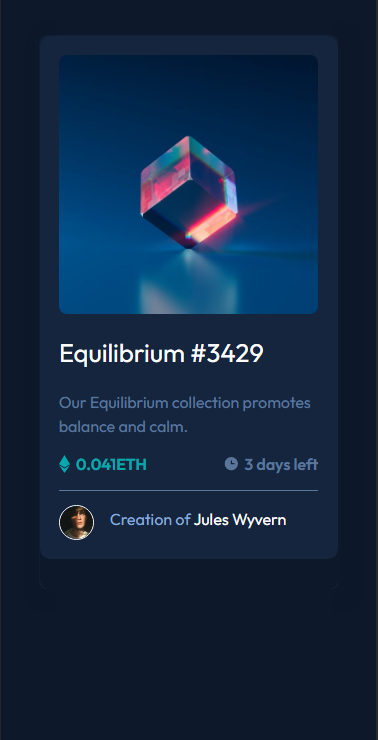 Equilibrium #3429
Our Equilibrium collection promotes
balance and calm.
0.041ETH
3 days left
Creation of Jules Wyvern